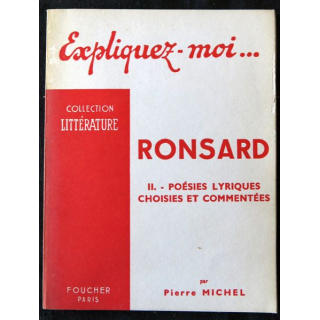 Expliquez-moi...
COLLECTION
LITTÉRATURE
RONSARD
II. - POÉSIES LYRIQUES
CHOISIES ET COMMENTÉES
par
Pierre MICHEL
FOUCHER
PARIS